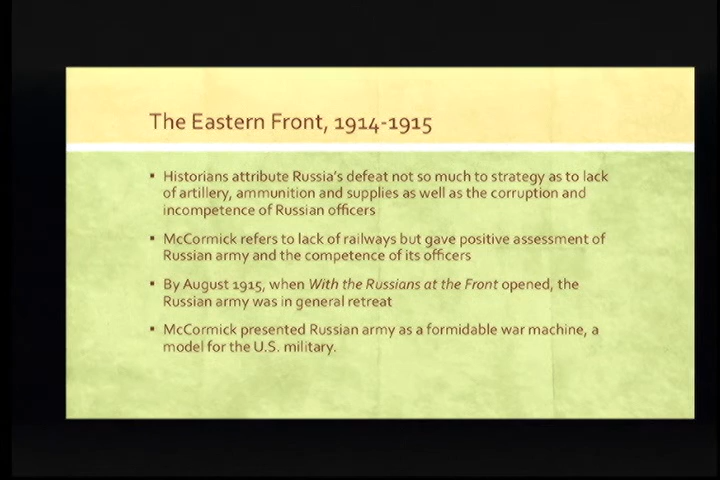 The Eastern Front, 1914-1915
▪ Historians attribute Russia's defeat not so much to strategy as to lack
of artillery, ammunition and supplies as well as the corruption and
incompetence of Russian officers
▪ McCormick refers to lack of railways but gave positive assessment of
Russian army and the competence of its officers
▪ By August 1915, when With the Russians at the Front opened, the
Russian army was in general retreat
▪ McCormick presented Russian army as a formidable war machine, a
model for the U.S. military.